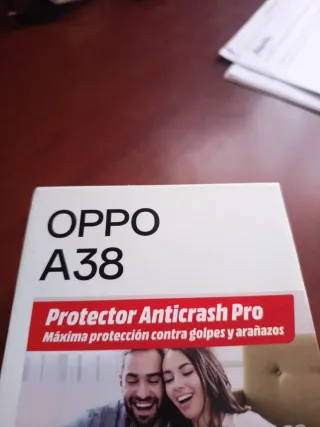 OPPO
A38
Protector Anticrash Pro
Máxima protección contra golpes y arañazos